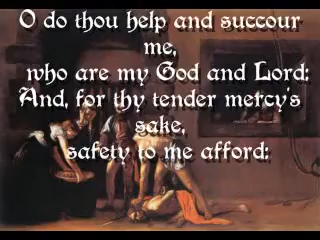 O do thou help and succour
me,
who are my God and Lord:
And, for thy tender mercy's
sake,
safety to me afford: